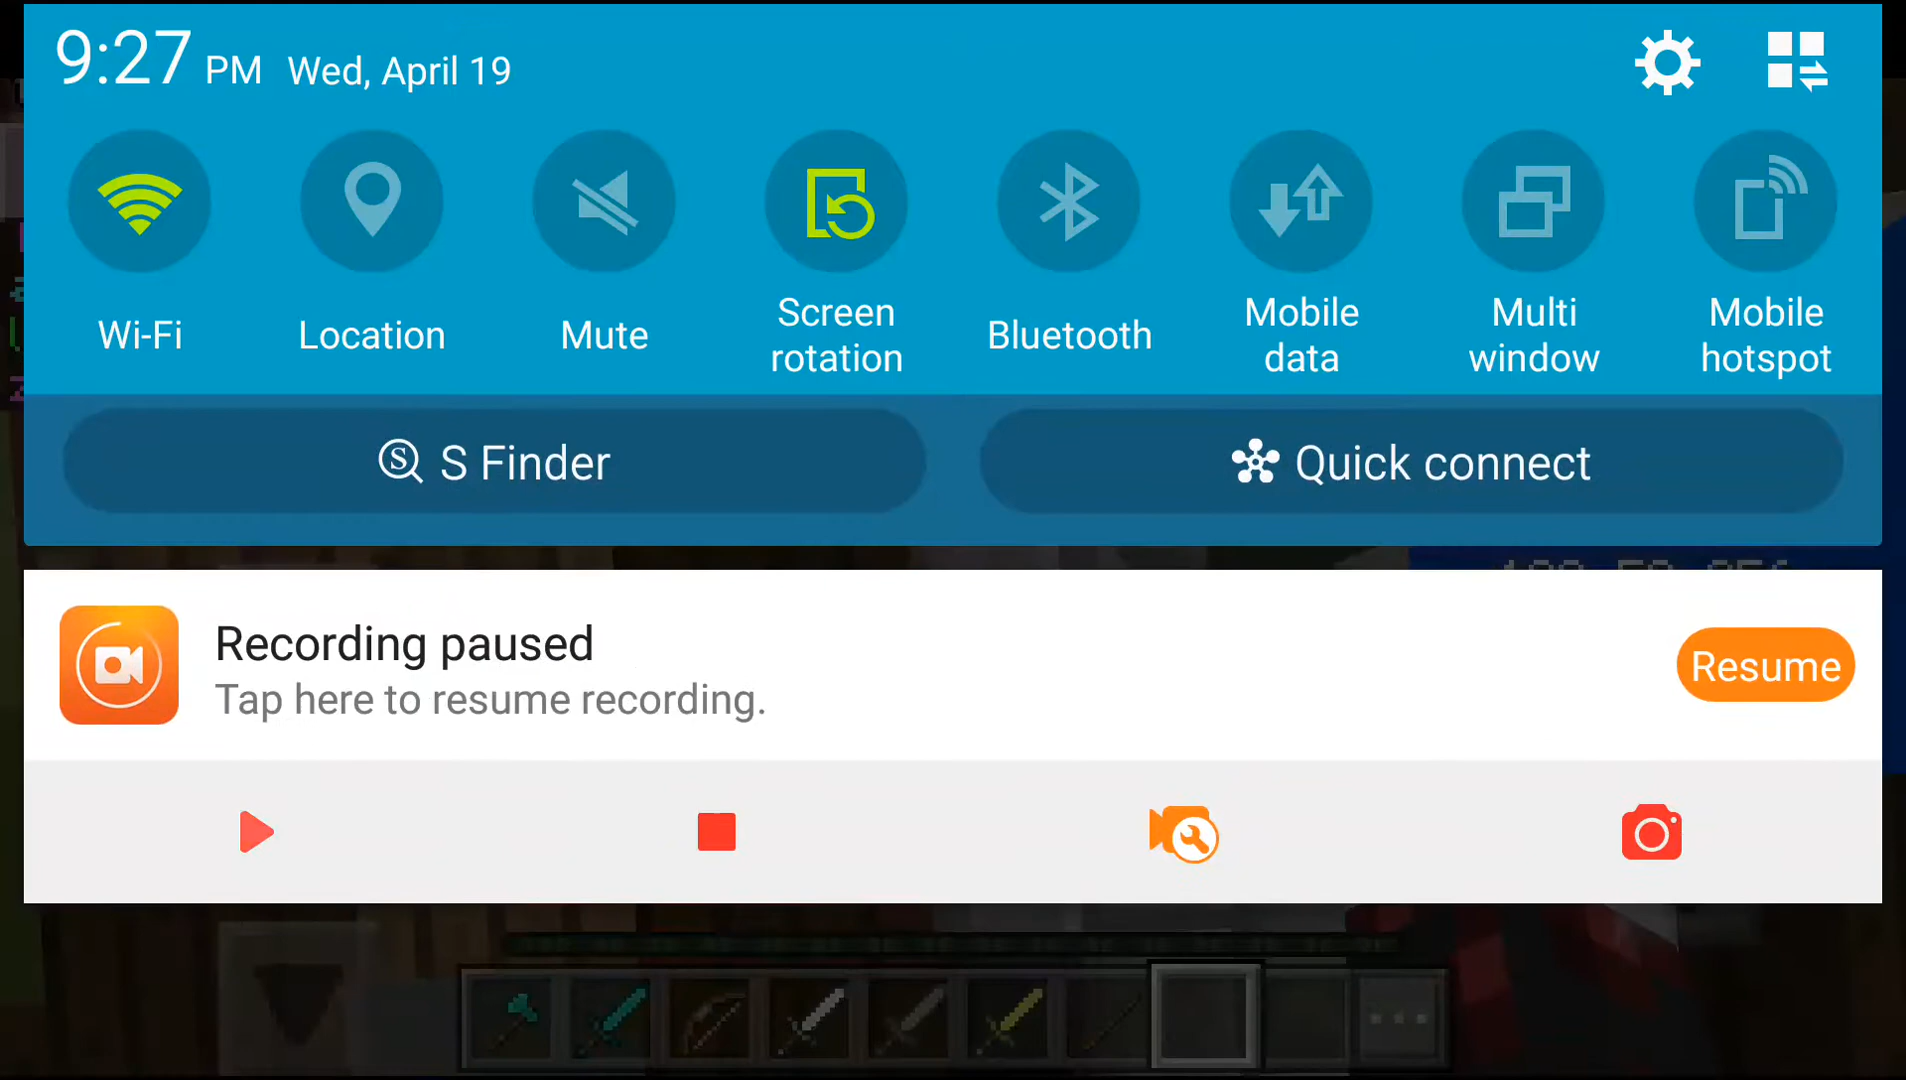 9:27 PM Wed, April 19
Wi-Fi
Location
Mute
Screen
rotation
Bluetooth
Mobile
data
Multi
window
Mobile
hotspot
S Finder
Quick connect
Recording paused
Tap here to resume recording.
Resume